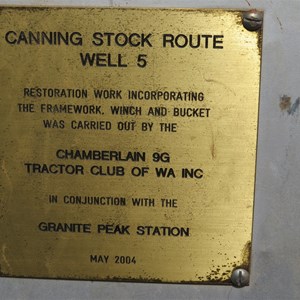 CANNING STOCK ROUTE
WELL 5
RESTORATION WORK INCORPORATING
THE FRAMEWORK, WINCH AND BUCKET
WAS CARRIED OUT BY THE
CHAMBERLAIN 9G
TRACTOR CLUB OF WA INC
IN CONJUNCTION WITH THE
GRANITE PEAK STATION
MAY 2004